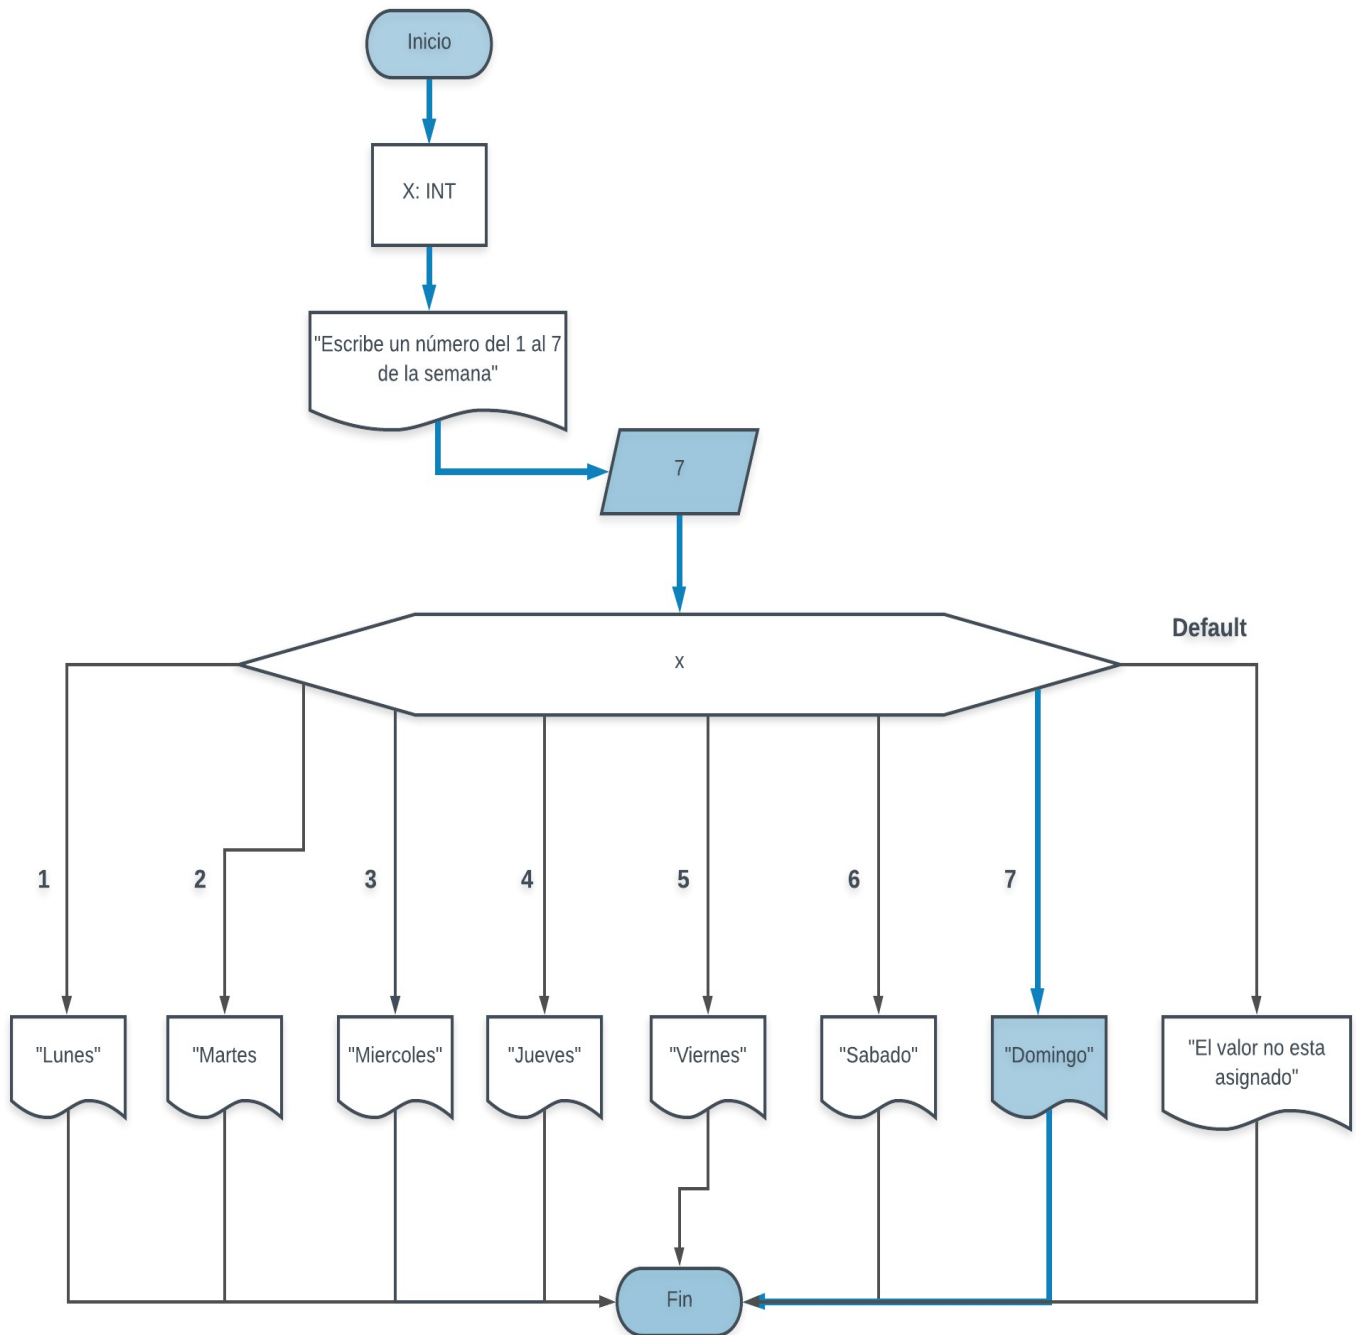 Inicio
X: INT
"Escribe un número del 1 al 7
de la semana"
7
x
Default
1
2
3
4
5
6
7
"Lunes"
"Martes
"Miercoles"
"Jueves"
"Viernes"
"Sabado"
"Domingo"
"El valor no esta
asignado"
Fin